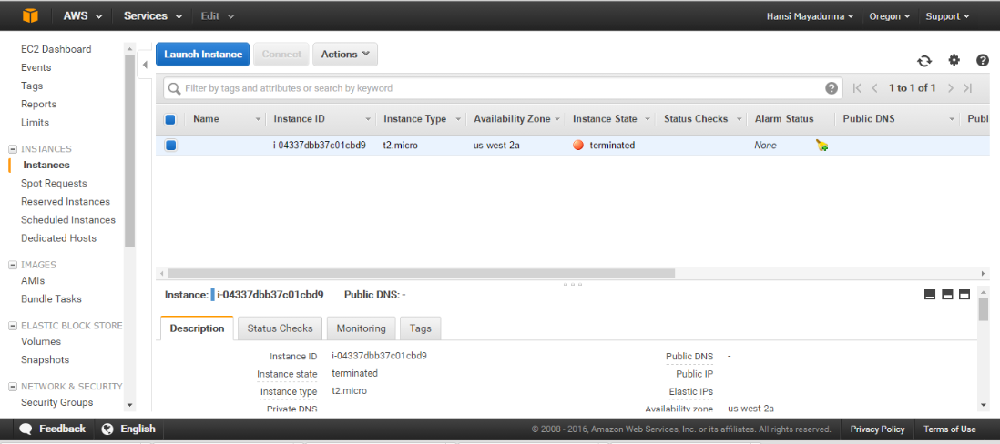 AWS Services Edit Hansi Mayadunna Oregon Support
EC2 Dashboard
Events
Tags
Reports
Limits
INSTANCES
Instances
Spot Requests
Reserved Instances
Scheduled Instances
Dedicated Hosts
IMAGES
AMIs
Bundle Tasks
ELASTIC BLOCK STORE
Volumes
Snapshots
NETWORK & SECURITY
Security Groups
Launch Instance Connect Actions
Filter by tags and attributes or search by keyword 1 to 1 of 1
Name Instance ID Instance Type Availability Zone Instance State Status Checks Alarm Status Public DNS Publ
i-04337dbb37c01cbd9 t2.micro us-west-2a terminated None
Instance: i-04337dbb37c01cbd9 Public DNS: -
Description Status Checks Monitoring Tags
Instance ID i-04337dbb37c01cbd9 Public DNS -
Instance state terminated Public IP
Instance type t2.micro Elastic IPs
Private DNS - Availability zone us-west-2a
Feedback English © 2008 - 2016, Amazon Web Services, Inc. or its affiliates. All rights reserved. Privacy Policy Terms of Use